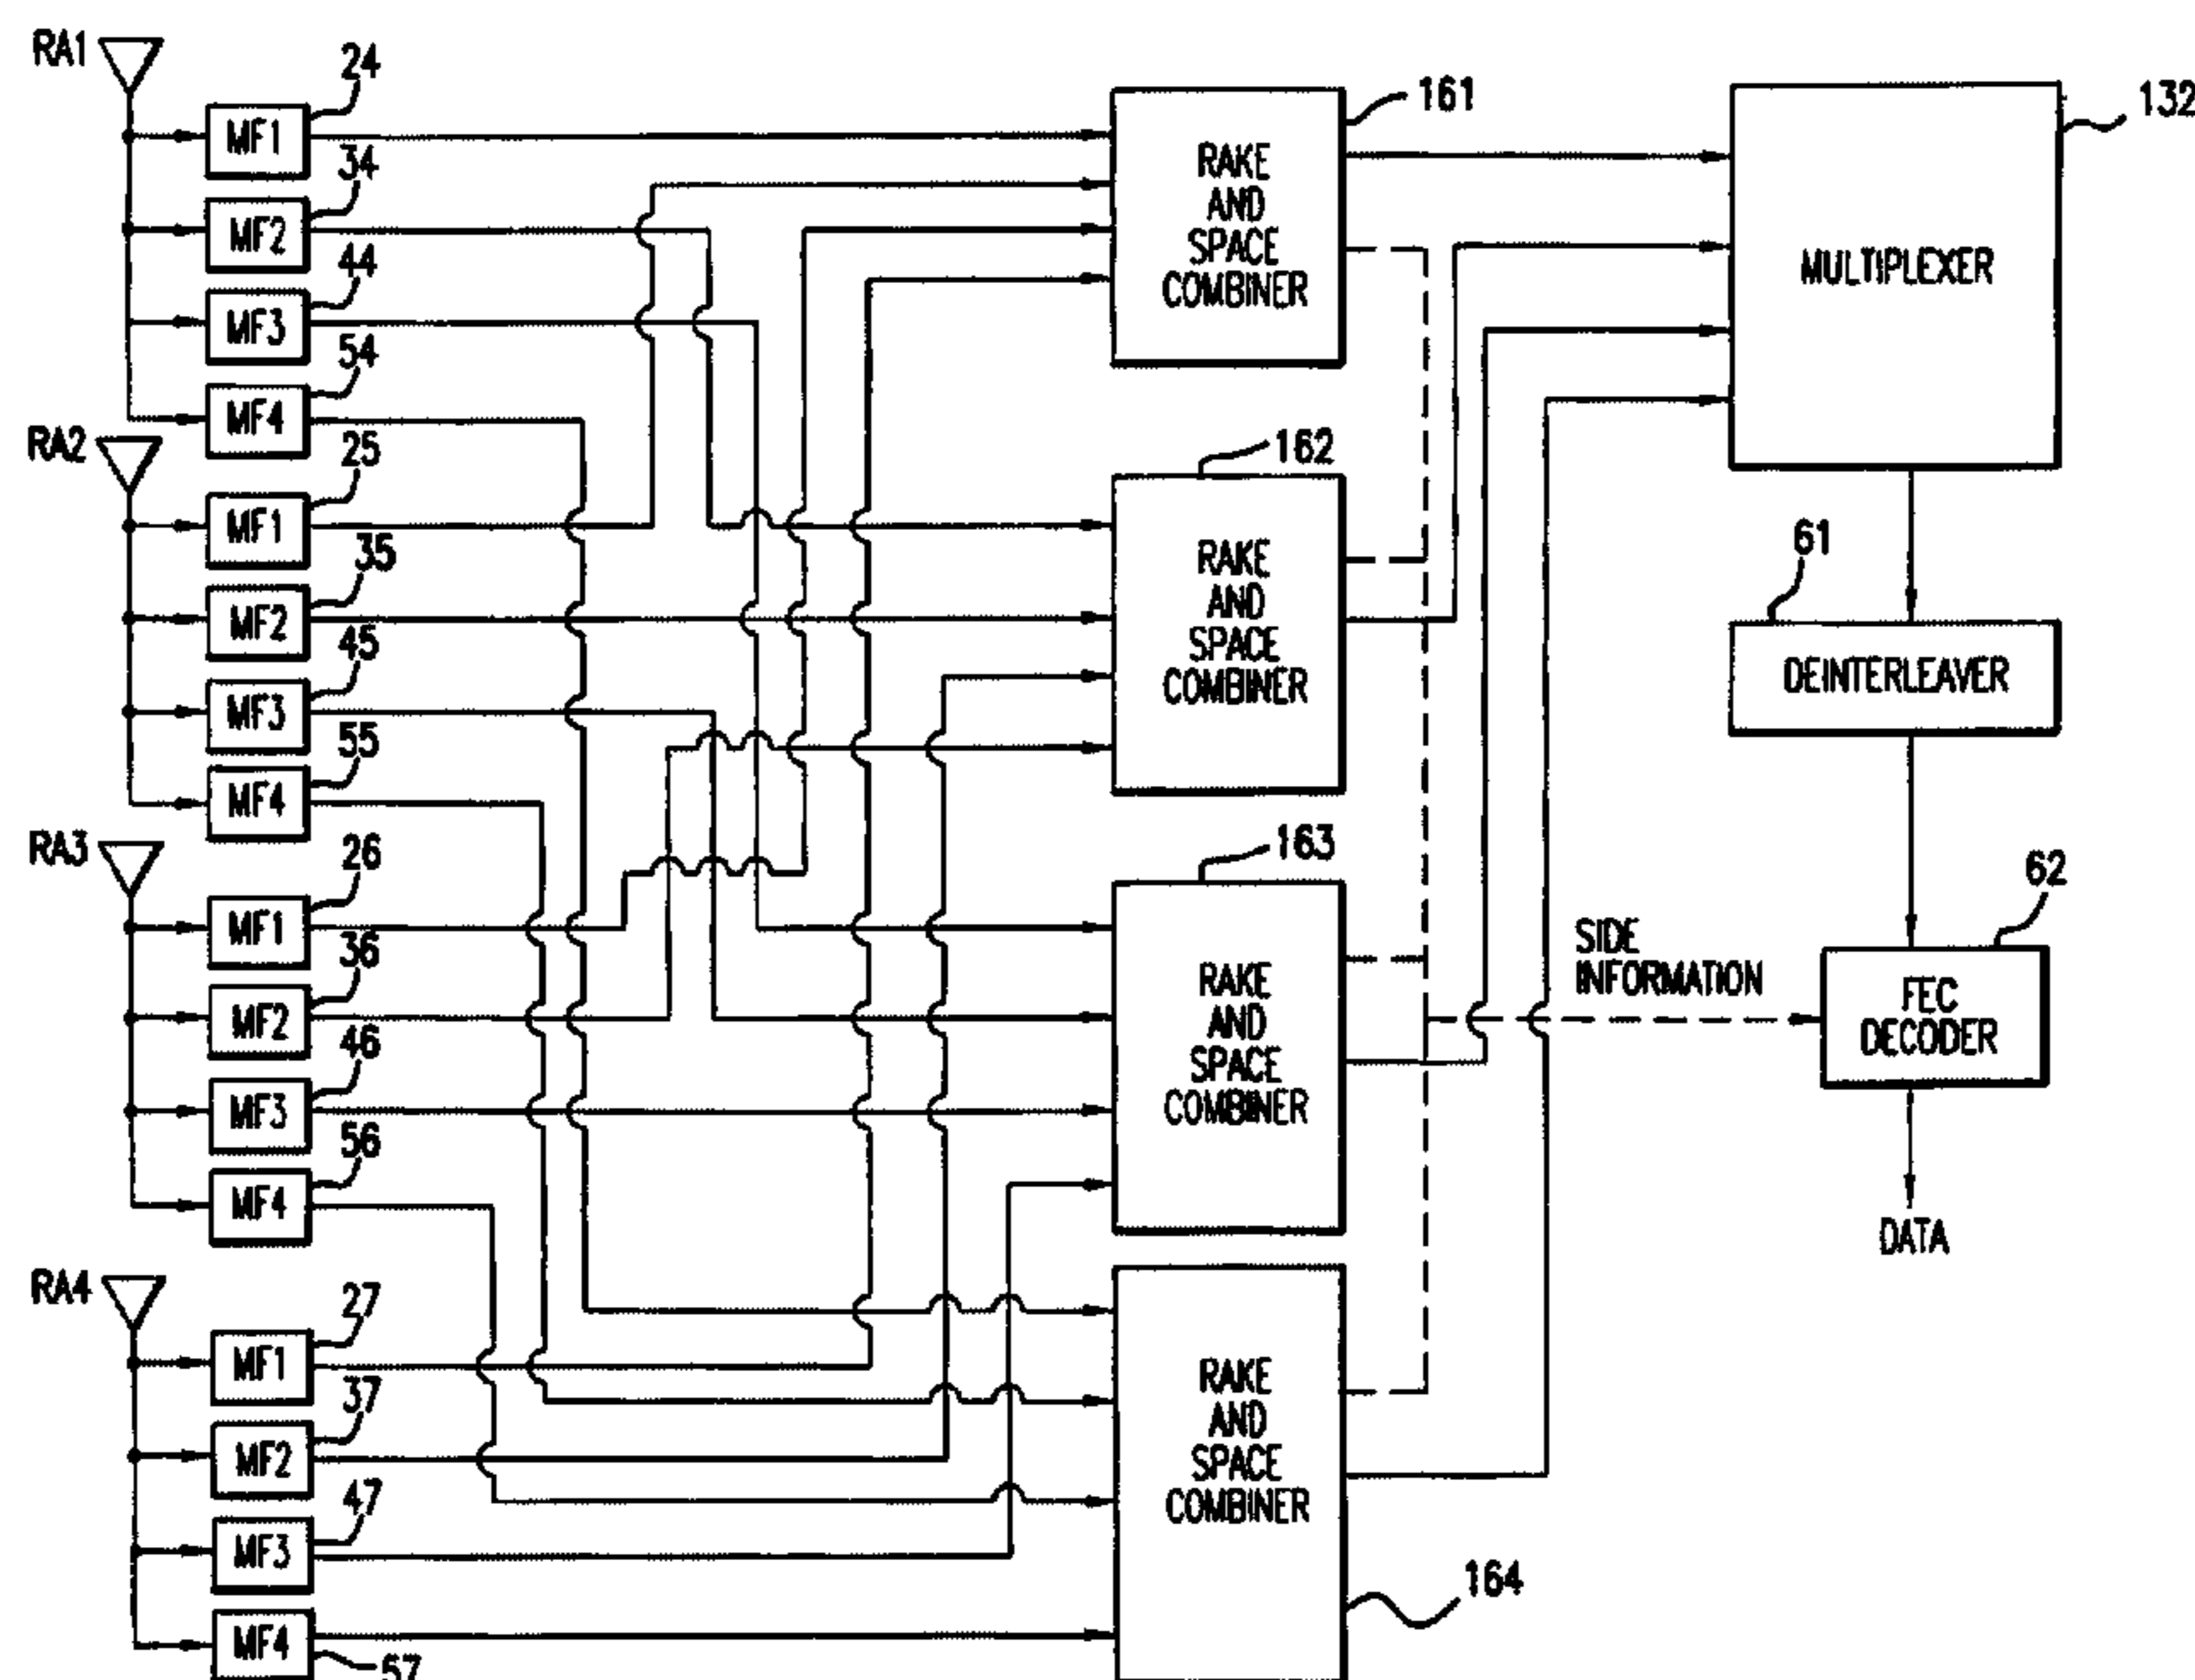 RA1
MF1
24
MF2
34
MF3
44
MF4
54
RA2
MF1
25
MF2
35
MF3
45
MF4
55
RA3
MF1
26
MF2
36
MF3
46
MF4
56
RA4
MF1
27
MF2
37
MF3
47
MF4
57
RAKE
AND
SPACE
COMBINER
161
RAKE
AND
SPACE
COMBINER
162
RAKE
AND
SPACE
COMBINER
163
RAKE
AND
SPACE
COMBINER
164
MULTIPLEXER
132
DEINTERLEAVER
61
SIDE
INFORMATION
FEC
DECODER
62
DATA